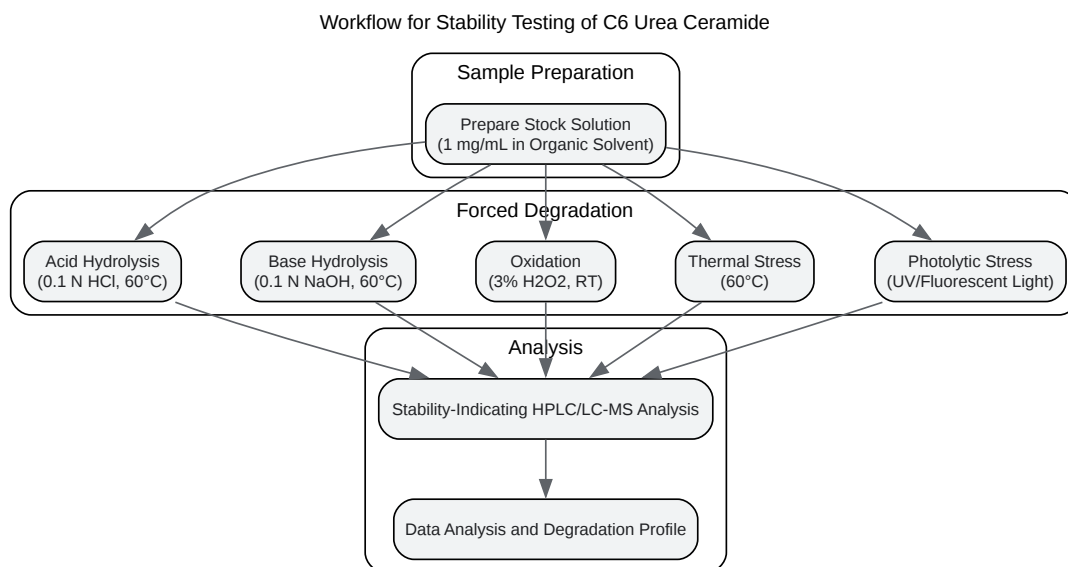 Workflow for Stability Testing of C6 Urea Ceramide
Sample Preparation
Prepare Stock Solution
(1 mg/mL in Organic Solvent)
Forced Degradation
Acid Hydrolysis
(0.1 N HCl, 60°C)
Base Hydrolysis
(0.1 N NaOH, 60°C)
Oxidation
(3% H2O2, RT)
Thermal Stress
(60°C)
Photolytic Stress
(UV/Fluorescent Light)
Analysis
Stability-Indicating HPLC/LC-MS Analysis
Data Analysis and Degradation Profile